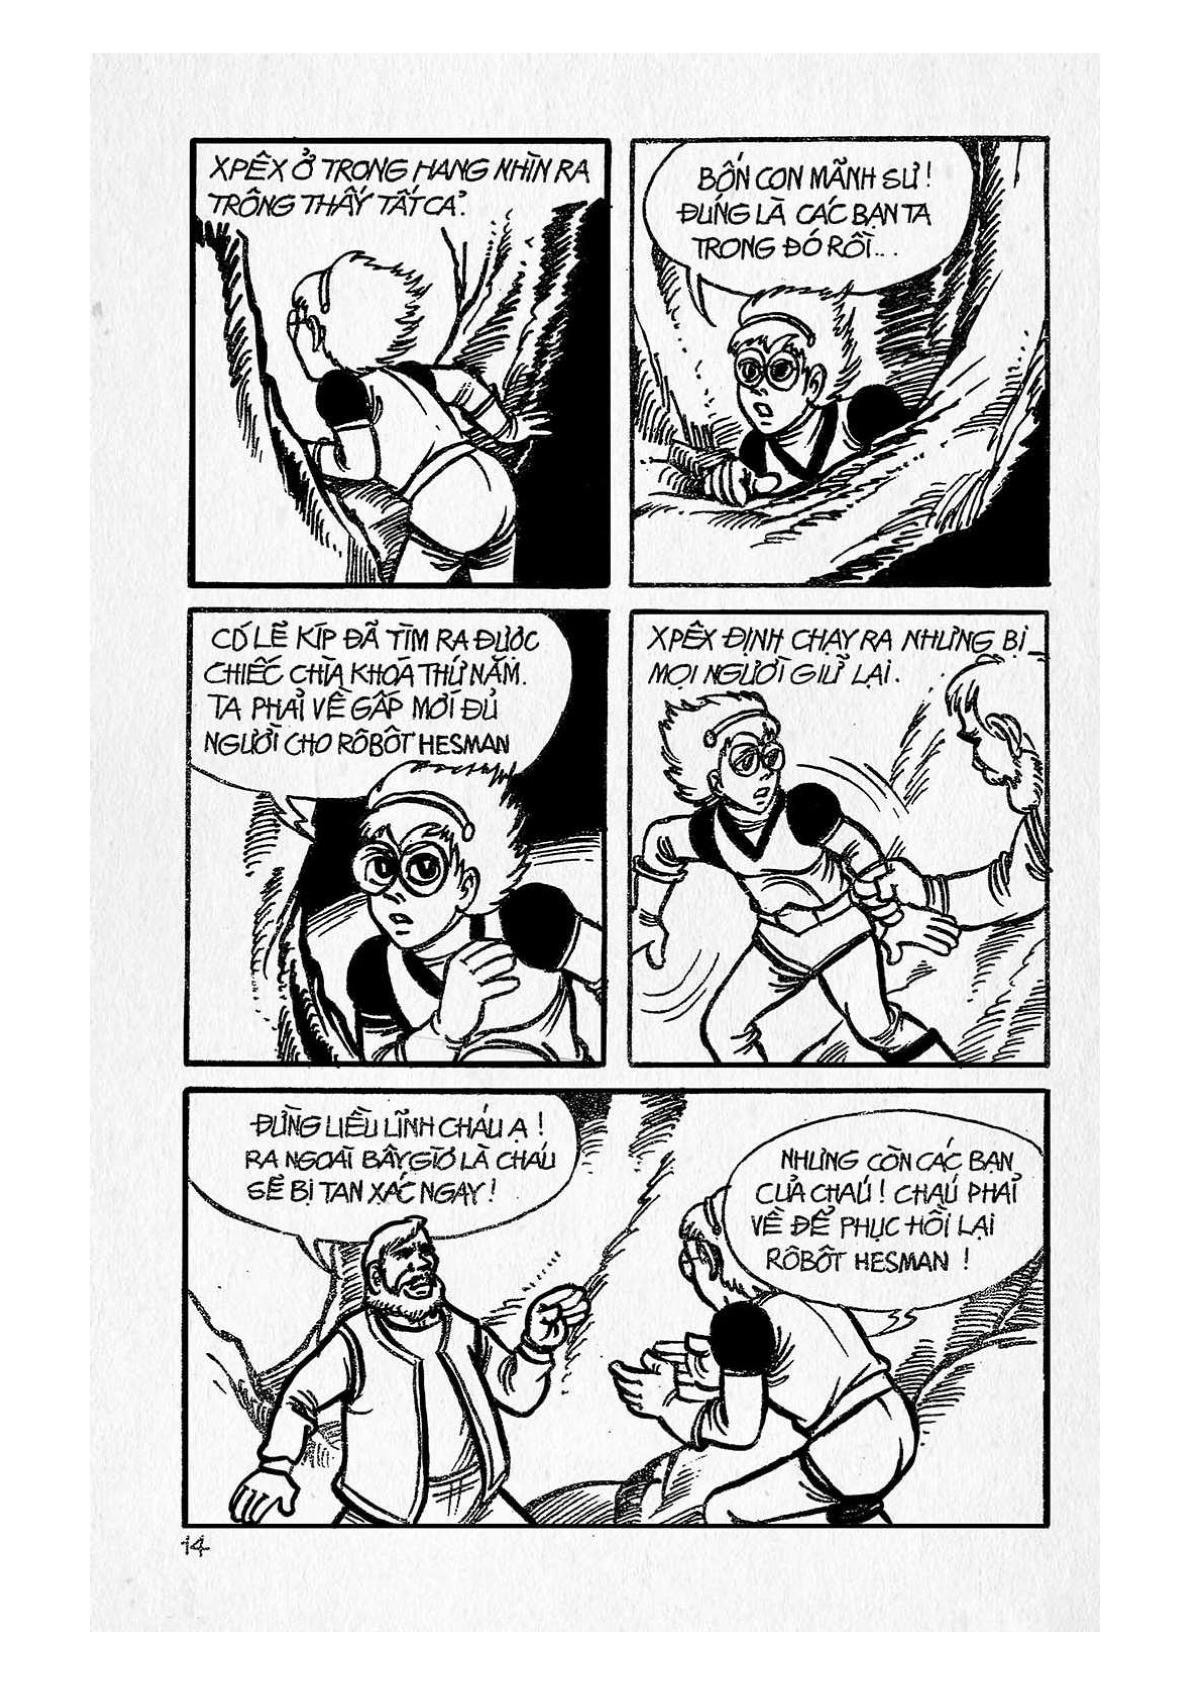 XPÊX Ở TRONG HANG NHÌN RA
TRÔNG THẤY TẤT CẢ.
BỐN CON MÃNH SƯ !
ĐÚNG LÀ CÁC BẠN TA
TRONG ĐÓ RỒI...
CÓ LẼ KÍP ĐÃ TÌM RA ĐƯỢC
CHIẾC CHÌA KHOÁ THỨ NĂM.
TA PHẢI VỀ GẤP MỚI ĐỦ
NGƯỜI CHO RÔBÔT HESMAN
XPÊX ĐỊNH CHẠY RA NHƯNG BỊ
MỌI NGƯỜI GIỮ LẠI.
ĐỪNG LIỀU LĨNH CHÁU Ạ !
RA NGOÀI BÂY GIỜ LÀ CHÁU
SẼ BỊ TAN XÁC NGAY !
NHƯNG CÒN CÁC BẠN
CỦA CHÁU ! CHÁU PHẢI
VỀ ĐỂ PHỤC HỒI LẠI
RÔBÔT HESMAN !
14